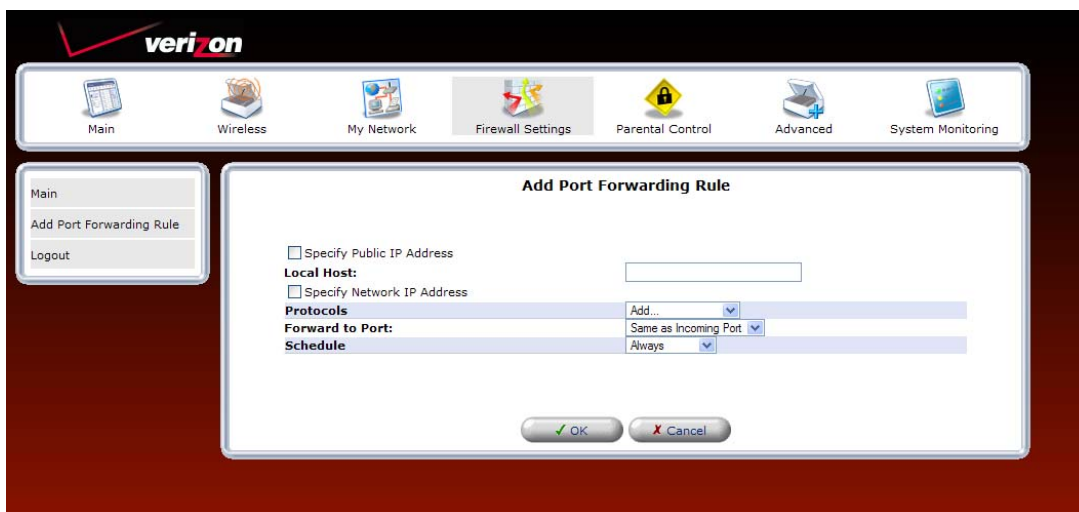 verizon
Main Wireless My Network Firewall Settings Parental Control Advanced System Monitoring
Main
Add Port Forwarding Rule
Logout
Add Port Forwarding Rule
Specify Public IP Address
Local Host:
Specify Network IP Address
Protocols Add...
Forward to Port: Same as Incoming Port
Schedule Always
OK Cancel